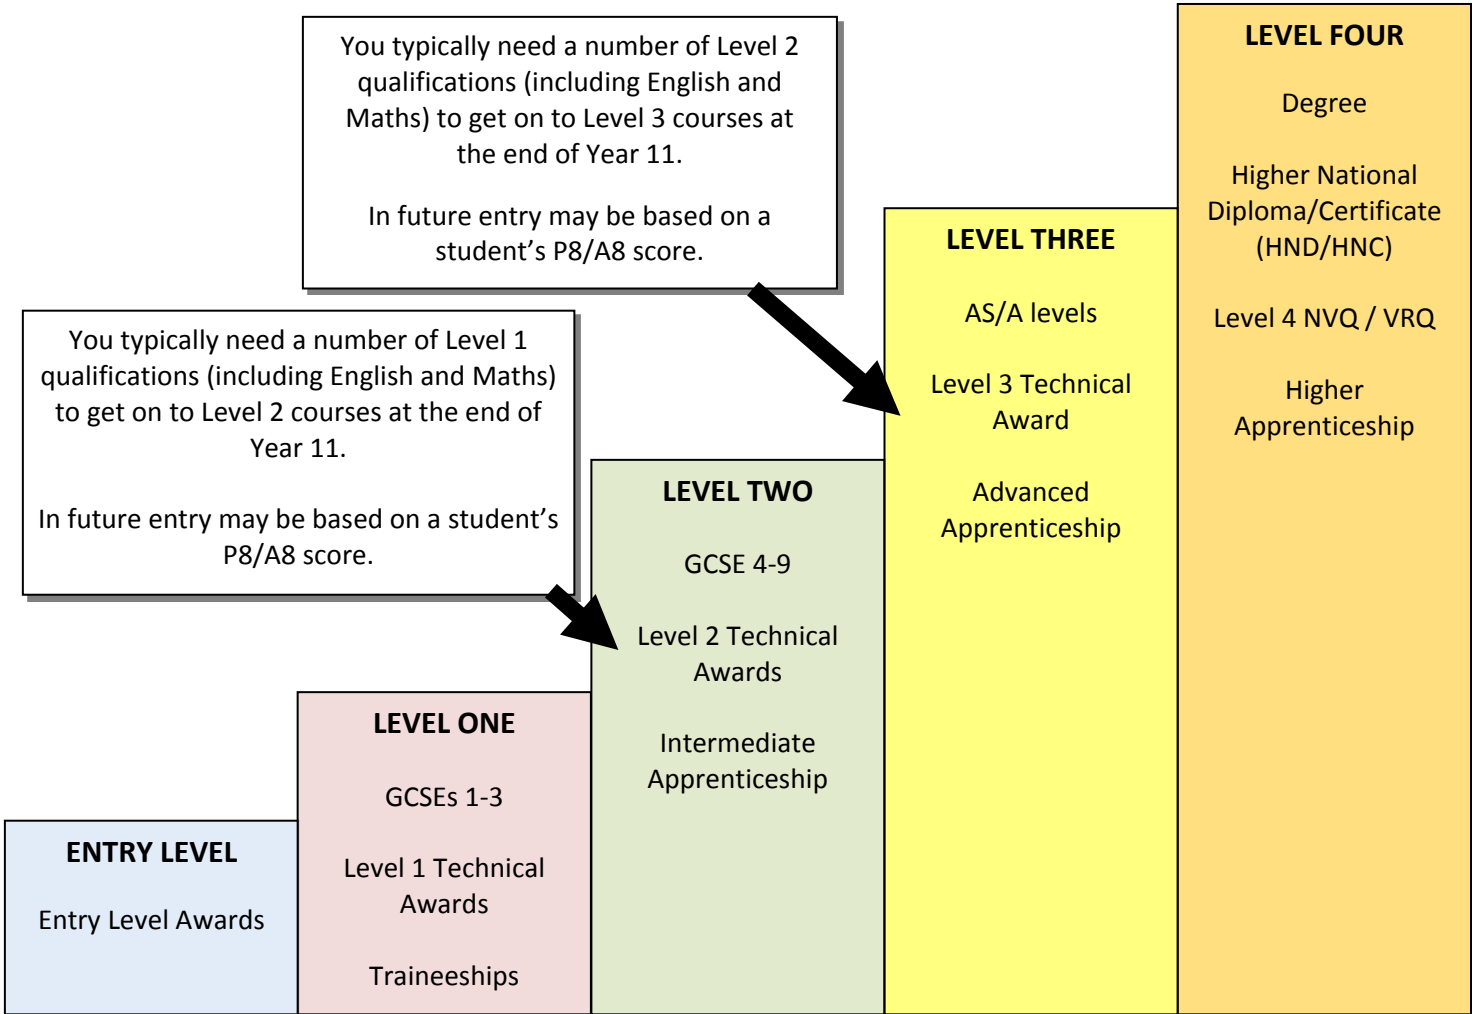 You typically need a number of Level 2
qualifications (including English and
Maths) to get on to Level 3 courses at
the end of Year 11.
In future entry may be based on a
student's P8/A8 score.
You typically need a number of Level 1
qualifications (including English and Maths)
to get on to Level 2 courses at the end of
Year 11.
In future entry may be based on a student's
P8/A8 score.
ENTRY LEVEL
Entry Level Awards
LEVEL ONE
GCSEs 1-3
Level 1 Technical
Awards
Traineeships
LEVEL TWO
GCSE 4-9
Level 2 Technical
Awards
Intermediate
Apprenticeship
LEVEL THREE
AS/A levels
Level 3 Technical
Award
Advanced
Apprenticeship
LEVEL FOUR
Degree
Higher National
Diploma/Certificate
(HND/HNC)
Level 4 NVQ / VRQ
Higher
Apprenticeship